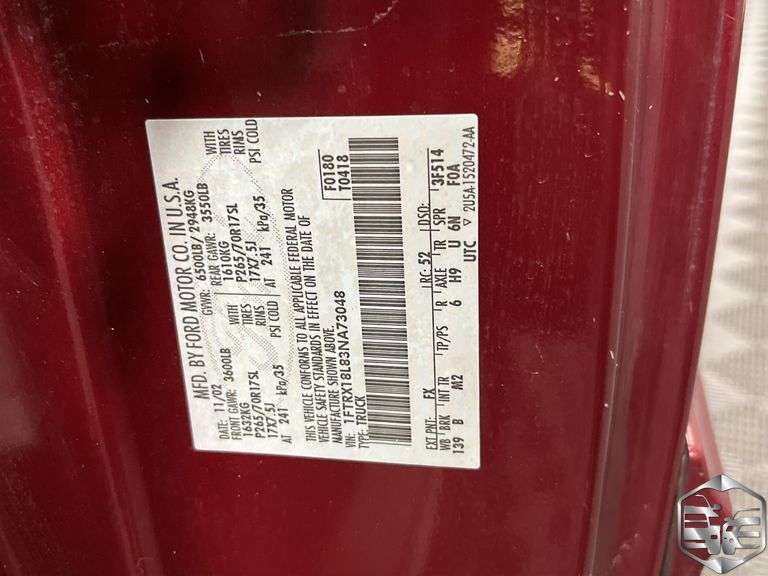 MFD. BY FORD MOTOR CO. IN U.S.A.
DATE: 11/02 GVWR: 6500LB/ 2948KG
FRONT GAWR: 3600LB REAR GAWR: 3550LB
1632KG WITH 1610KG WITH
P265/70R17SL TIRES P265/70R17SL TIRES
17X7.5J RIMS 17X7.5J RIMS
AT 241 kPa/35 PSI COLD AT 241 kPa/35 PSI COLD
THIS VEHICLE CONFORMS TO ALL APPLICABLE FEDERAL MOTOR
VEHICLE SAFETY STANDARDS IN EFFECT ON THE DATE OF
MANUFACTURE SHOWN ABOVE.
VIN: 1FTRX18L83NA73048
TYPE: TRUCK
F0180
T0418
EXT PNT: FX RC: 52 DSO:
WB BRK INT TR TP/PS R AXLE TR SPR 3F514
139 B M2 6 H9 U 6N F0A
UTC ▽ 2U5A-1520472-AA